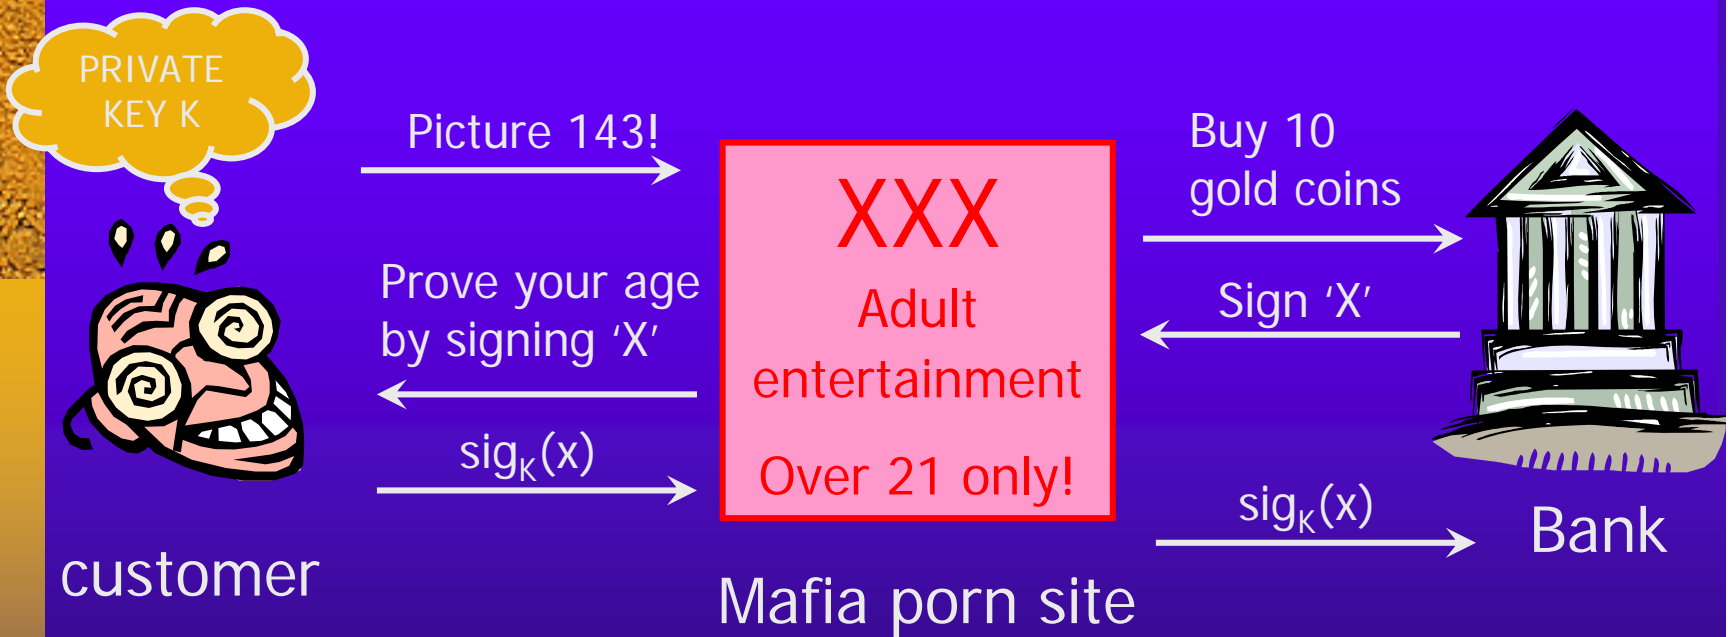 PRIVATE
KEY K
Picture 143!
Prove your age
by signing ‘X’
sigK(x)
customer
XXX
Adult
entertainment
Over 21 only!
Mafia porn site
Buy 10
gold coins
Sign ‘X’
sigK(x)
Bank